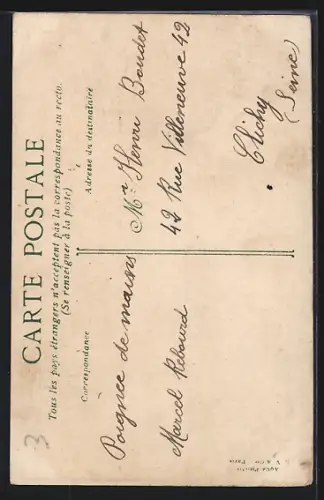 CARTE POSTALE
Tous les pays étrangers n'acceptent pas la correspondance au recto.
(Se renseigner à la poste)
Correspondance
Adresse du destinataire
Poignée de mains
Marcel Rebourd
Mr Henri Boudet
42 Rue Villeneuve 42
Clichy
(Seine)
Paris
3